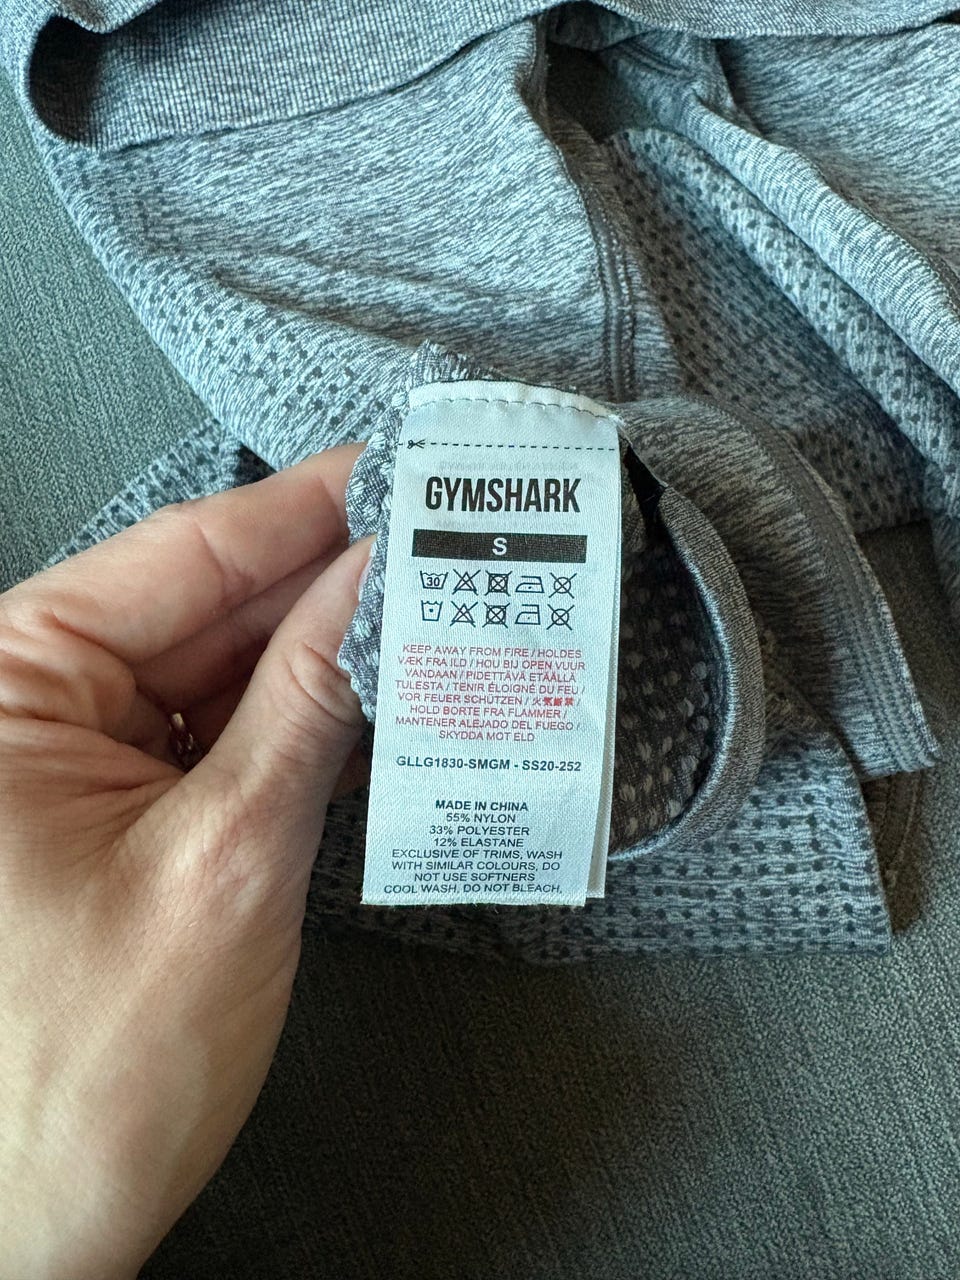 GYMSHARK
S
30
KEEP AWAY FROM FIRE / HOLDES
VÆK FRA ILD / HOU BIJ OPEN VUUR
VANDAAN / PIDETTÄVÄ ETÄÄLLÄ
TULESTA / TENIR ÉLOIGNÉ DU FEU /
VOR FEUER SCHÜTZEN / 火気厳禁 /
HOLD BORTE FRA FLAMMER /
MANTENER ALEJADO DEL FUEGO /
SKYDDA MOT ELD
GLLG1830-SMGM - SS20-252
MADE IN CHINA
55% NYLON
33% POLYESTER
12% ELASTANE
EXCLUSIVE OF TRIMS, WASH
WITH SIMILAR COLOURS, DO
NOT USE SOFTNERS
COOL WASH, DO NOT BLEACH,